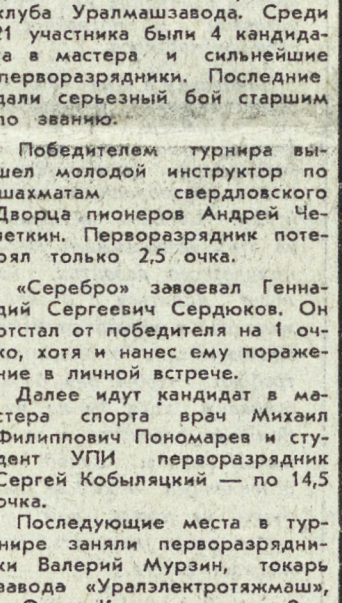 клуба Уралмашзавода. Среди
21 участника были 4 кандида-
та в мастера и сильнейшие
перворазрядники. Последние
дали серьезный бой старшим
по званию.
Победителем турнира вы-
шел молодой инструктор по
шахматам свердловского
Дворца пионеров Андрей Че-
четкин. Перворазрядник поте-
рял только 2,5 очка.
«Серебро» завоевал Генна-
дий Сергеевич Сердюков. Он
отстал от победителя на 1 оч-
ко, хотя и нанес ему пораже-
ние в личной встрече.
Далее идут кандидат в ма-
стера спорта врач Михаил
Филиппович Пономарев и сту-
дент УПИ перворазрядник
Сергей Кобыляцкий — по 14,5
очка.
Последующие места в тур-
нире заняли перворазрядни-
ки Валерий Мурзин, токарь
завода «Уралэлектротяжмаш»,